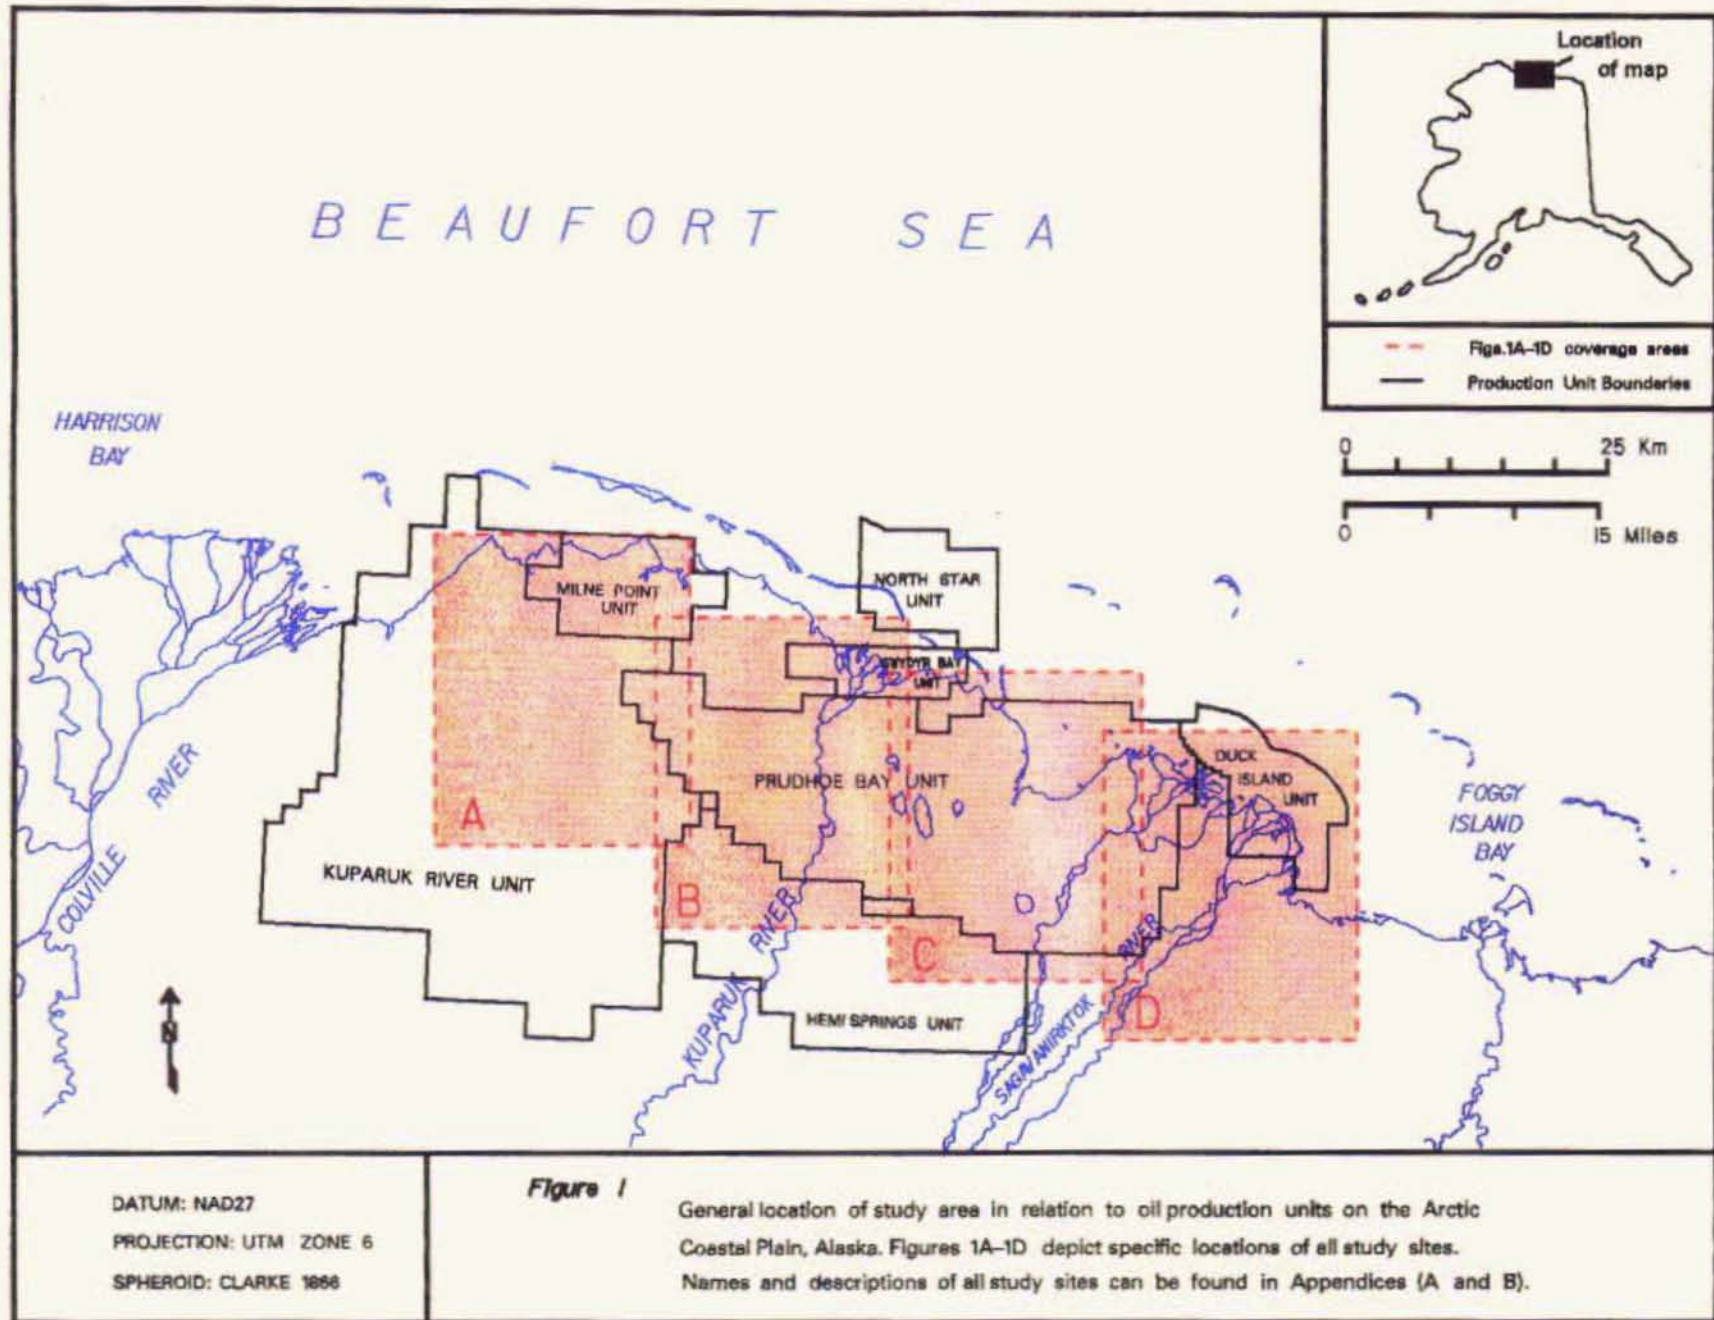 Location
of map
BEAUFORT SEA
Figs.1A–1D coverage areas
Production Unit Bounderies
0 25 Km
0 15 Miles
HARRISON
BAY
NORTH STAR
UNIT
MILNE POINT
UNIT
GWYDYR BAY
UNIT
DUCK
ISLAND
UNIT
PRUDHOE BAY UNIT
FOGGY
ISLAND
BAY
COLVILLE RIVER
A
KUPARUK RIVER UNIT
B
KUPARUK RIVER
C
D
RIVER
HEMI SPRINGS UNIT
N
DATUM: NAD27
PROJECTION: UTM ZONE 6
SPHEROID: CLARKE 1866
Figure 1
General location of study area in relation to oil production units on the Arctic
Coastal Plain, Alaska. Figures 1A–1D depict specific locations of all study sites.
Names and descriptions of all study sites can be found in Appendices (A and B).